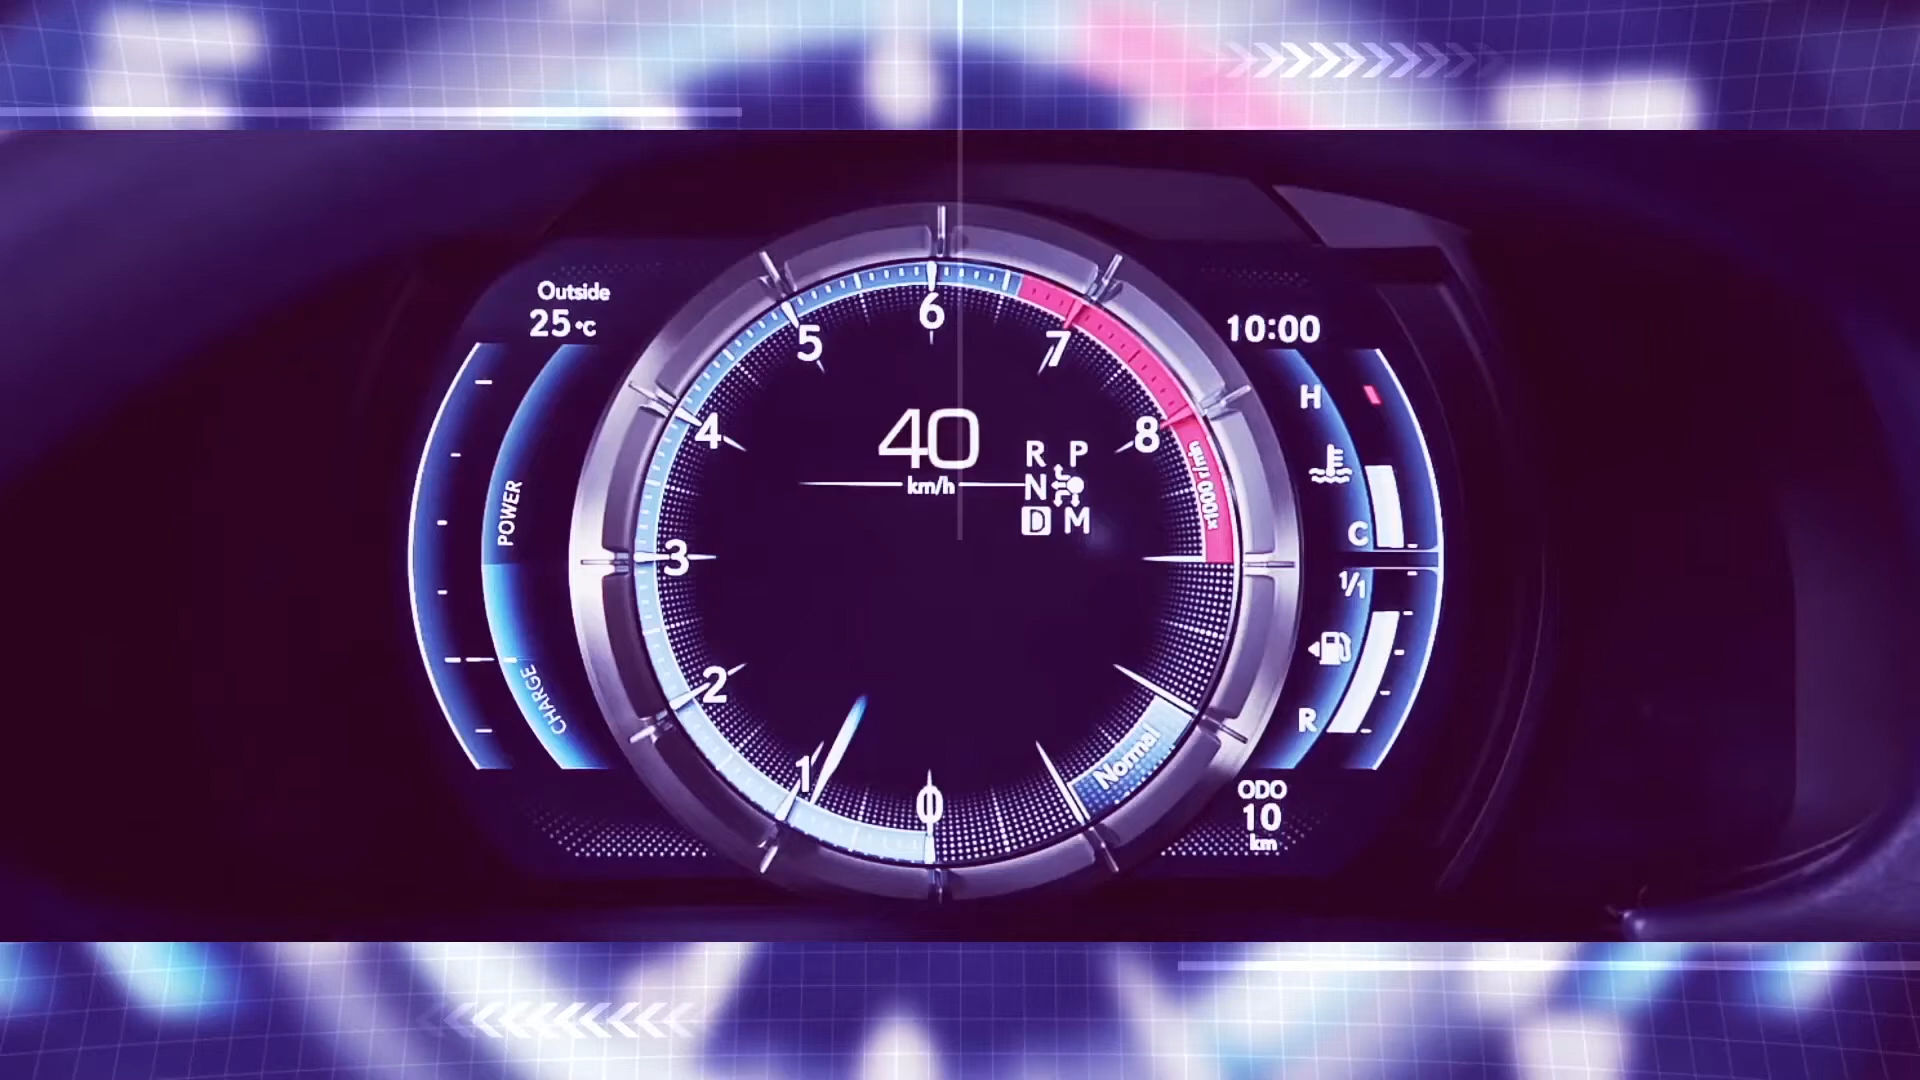 Outside
25°C
10:00
6
5
7
4
8
40
km/h
R P
N
D M
H
C
x1000 r/min
POWER
3
1/1
CHARGE
2
R
Normal
1
0
ODO
10
km